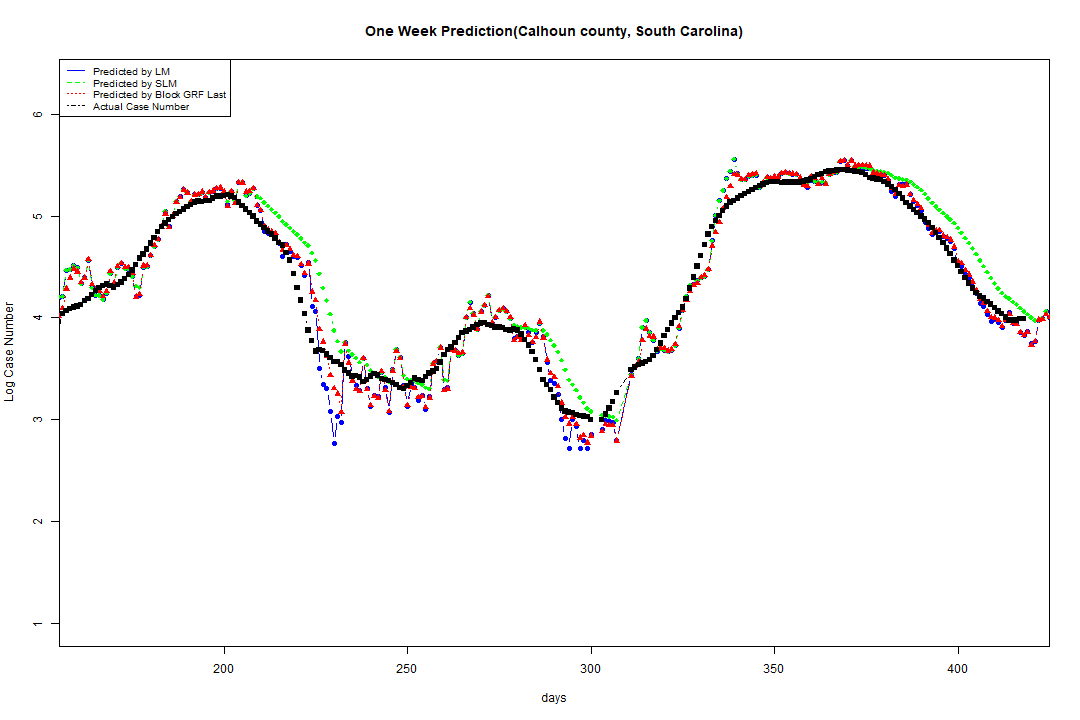 One Week Prediction(Calhoun county, South Carolina)
Predicted by LM
Predicted by SLM
Predicted by Block GRF Last
Actual Case Number
6
5
4
3
2
1
Log Case Number
200 250 300 350 400
days